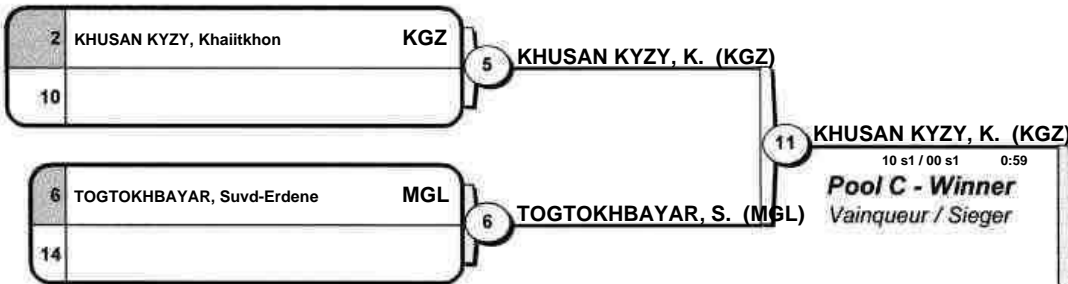 2 KHUSAN KYZY, Khaiitkhon KGZ
10
5 KHUSAN KYZY, K. (KGZ)
11 KHUSAN KYZY, K. (KGZ)
10 s1 / 00 s1 0:59
Pool C - Winner
Vainqueur / Sieger
6 TOGTOKHBAYAR, Suvd-Erdene MGL
14
6 TOGTOKHBAYAR, S. (MGL)